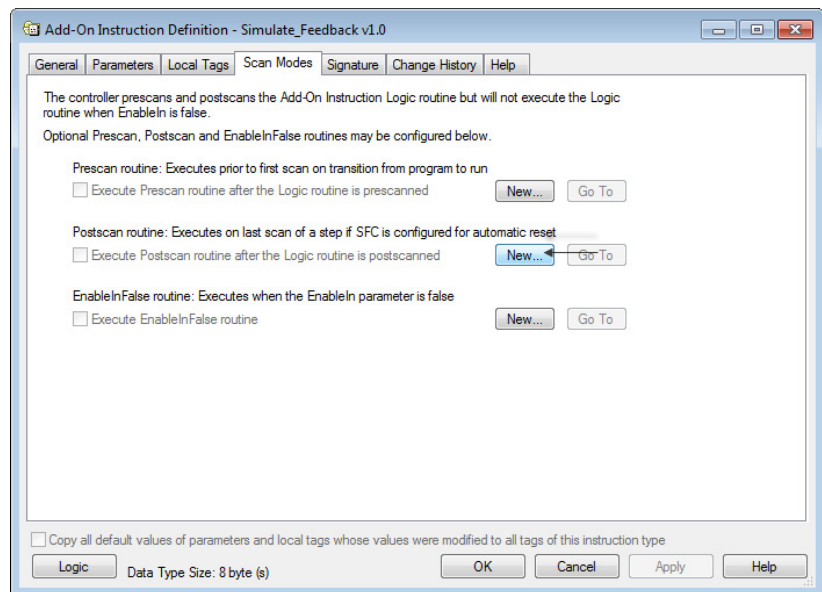 Add-On Instruction Definition - Simulate_Feedback v1.0
General Parameters Local Tags Scan Modes Signature Change History Help
The controller prescans and postscans the Add-On Instruction Logic routine but will not execute the Logic
routine when EnableIn is false.
Optional Prescan, Postscan and EnableInFalse routines may be configured below.
Prescan routine: Executes prior to first scan on transition from program to run
Execute Prescan routine after the Logic routine is prescanned New... Go To
Postscan routine: Executes on last scan of a step if SFC is configured for automatic reset
Execute Postscan routine after the Logic routine is postscanned New... Go To
EnableInFalse routine: Executes when the EnableIn parameter is false
Execute EnableInFalse routine New... Go To
Copy all default values of parameters and local tags whose values were modified to all tags of this instruction type
Logic Data Type Size: 8 byte (s) OK Cancel Apply Help